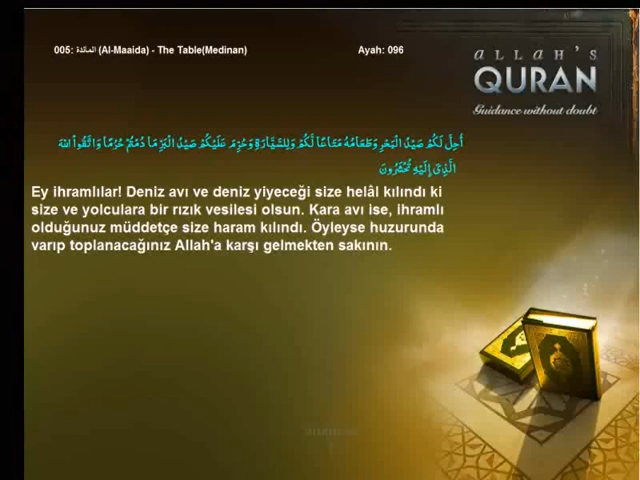 005: المائدة (Al-Maaida) - The Table(Medinan) Ayah: 096
ALLAH'S
QURAN
Guidance without doubt
أُحِلَّ لَكُمْ صَيْدُ الْبَحْرِ وَطَعَامُهُ مَتَاعًا لَّكُمْ وَلِلسَّيَّارَةِ وَحُرِّمَ عَلَيْكُمْ صَيْدُ الْبَرِّ مَا دُمْتُمْ حُرُمًا وَاتَّقُواْ اللّهَ
الَّذِيَ إِلَيْهِ تُحْشَرُونَ
Ey ihramlılar! Deniz avı ve deniz yiyeceği size helâl kılındı ki
size ve yolculara bir rızık vesilesi olsun. Kara avı ise, ihramlı
olduğunuz müddetçe size haram kılındı. Öyleyse huzurunda
varıp toplanacağınız Allah'a karşı gelmekten sakının.